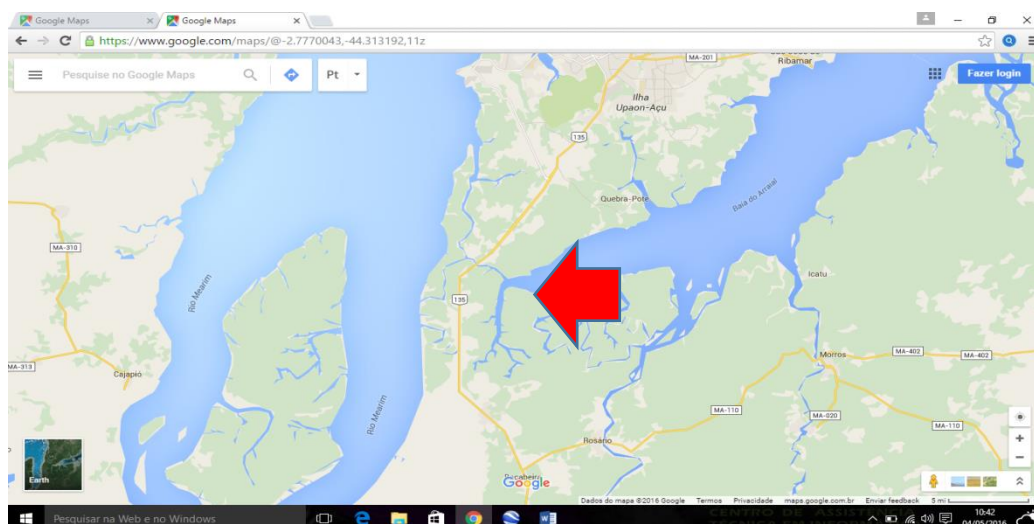 Google Maps
Google Maps
https://www.google.com/maps/@-2.7770043,-44.313192,11z
Pesquise no Google Maps
Pt
Fazer login
MA-201
Ribamar
Ilha
Upaon-Açu
135
Quebra-Pote
Baía do Arraial
MA-310
Rio Mearim
Icatu
135
MA-313
Cajapió
Morros
MA-402
MA-402
Rio Mearim
MA-110
MA-020
MA-110
Rosário
Earth
Bacabeira
Google
Dados do mapa ©2016 Google Termos Privacidade maps.google.com.br Enviar feedback 5 mi
Pesquisar na Web e no Windows
CENTRO DE ASSISTÊNCIA
10:42
04/05/2016